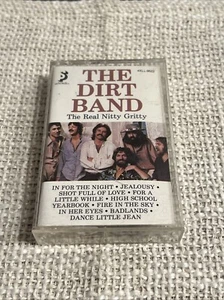 THE
DIRT
BAND
The Real Nitty Gritty
IN FOR THE NIGHT • JEALOUSY •
SHOT FULL OF LOVE • FOR A
LITTLE WHILE • HIGH SCHOOL
YEARBOOK • FIRE IN THE SKY •
IN HER EYES • BADLANDS •
DANCE LITTLE JEAN